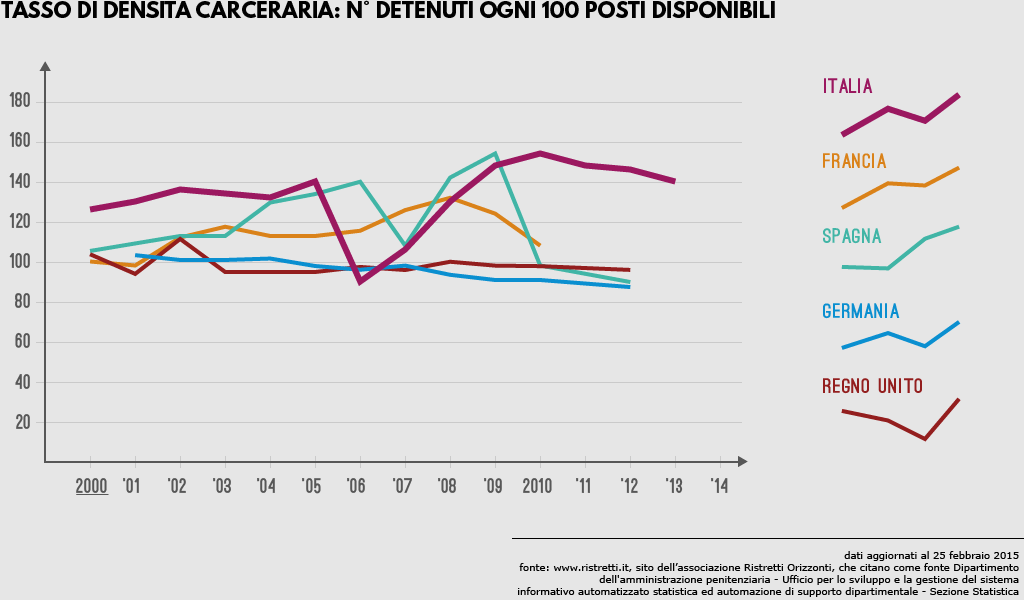 TASSO DI DENSITÀ CARCERARIA: N° DETENUTI OGNI 100 POSTI DISPONIBILI
180
160
140
120
100
80
60
40
20
2000 '01 '02 '03 '04 '05 '06 '07 '08 '09 2010 '11 '12 '13 '14
ITALIA
FRANCIA
SPAGNA
GERMANIA
REGNO UNITO
dati aggiornati al 25 febbraio 2015
fonte: www.ristretti.it, sito dell'associazione Ristretti Orizzonti, che citano come fonte Dipartimento
dell'amministrazione penitenziaria - Ufficio per lo sviluppo e la gestione del sistema
informativo automatizzato statistica ed automazione di supporto dipartimentale - Sezione Statistica